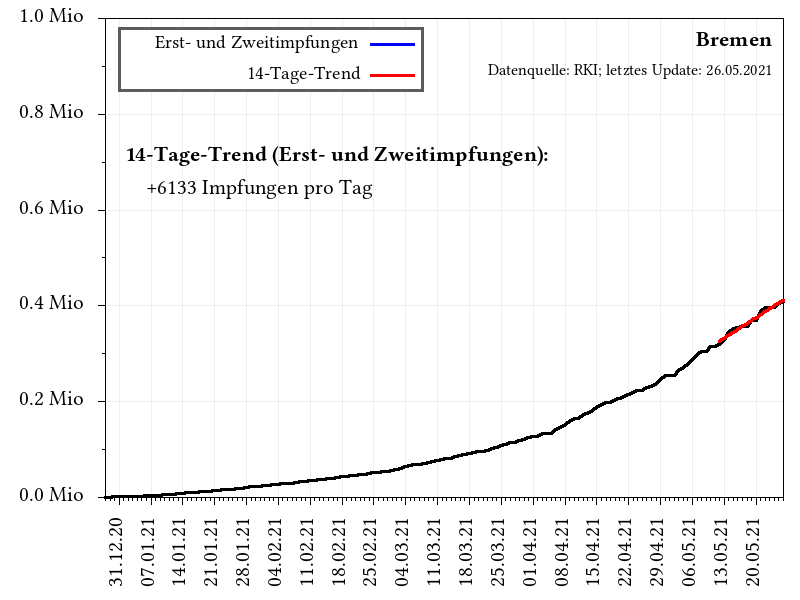 1.0 Mio
0.8 Mio
0.6 Mio
0.4 Mio
0.2 Mio
0.0 Mio
Erst- und Zweitimpfungen
14-Tage-Trend
Bremen
Datenquelle: RKI; letztes Update: 26.05.2021
14-Tage-Trend (Erst- und Zweitimpfungen):
+6133 Impfungen pro Tag
31.12.20
07.01.21
14.01.21
21.01.21
28.01.21
04.02.21
11.02.21
18.02.21
25.02.21
04.03.21
11.03.21
18.03.21
25.03.21
01.04.21
08.04.21
15.04.21
22.04.21
29.04.21
06.05.21
13.05.21
20.05.21